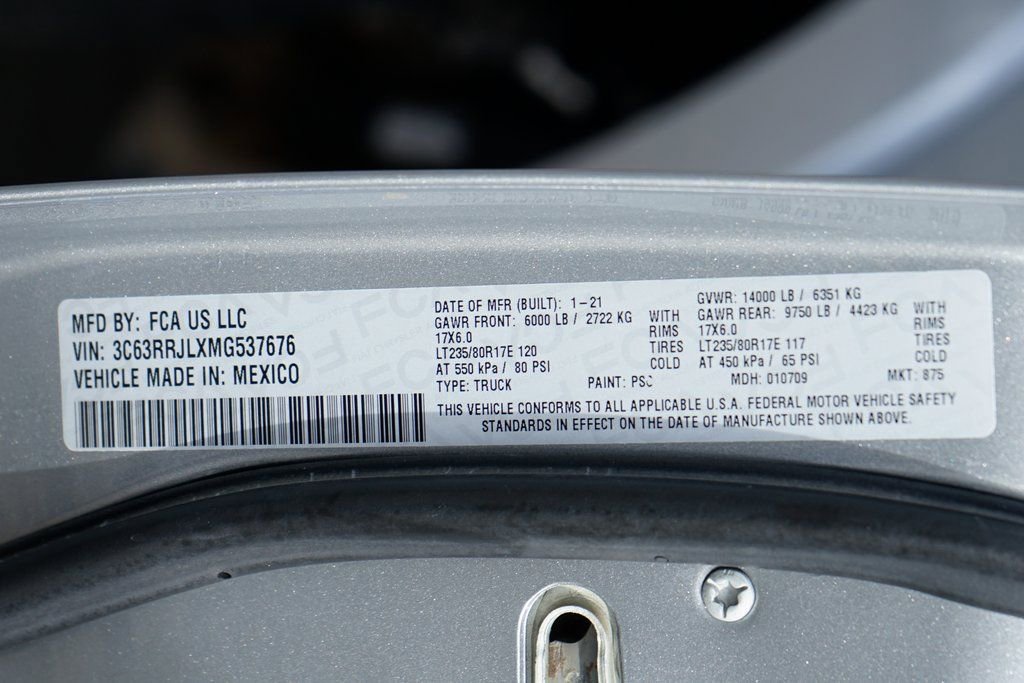 MFD BY: FCA US LLC
VIN: 3C63RRJLXMG537676
VEHICLE MADE IN: MEXICO
DATE OF MFR (BUILT): 1-21
GAWR FRONT: 6000 LB / 2722 KG WITH
17X6.0 RIMS
LT235/80R17E 120 TIRES
AT 550 kPa / 80 PSI COLD
TYPE: TRUCK PAINT: PSC
GVWR: 14000 LB / 6351 KG
GAWR REAR: 9750 LB / 4423 KG WITH
17X6.0 RIMS
LT235/80R17E 117 TIRES
AT 450 kPa / 65 PSI COLD
MDH: 010709 MKT: 875
THIS VEHICLE CONFORMS TO ALL APPLICABLE U.S.A. FEDERAL MOTOR VEHICLE SAFETY
STANDARDS IN EFFECT ON THE DATE OF MANUFACTURE SHOWN ABOVE.